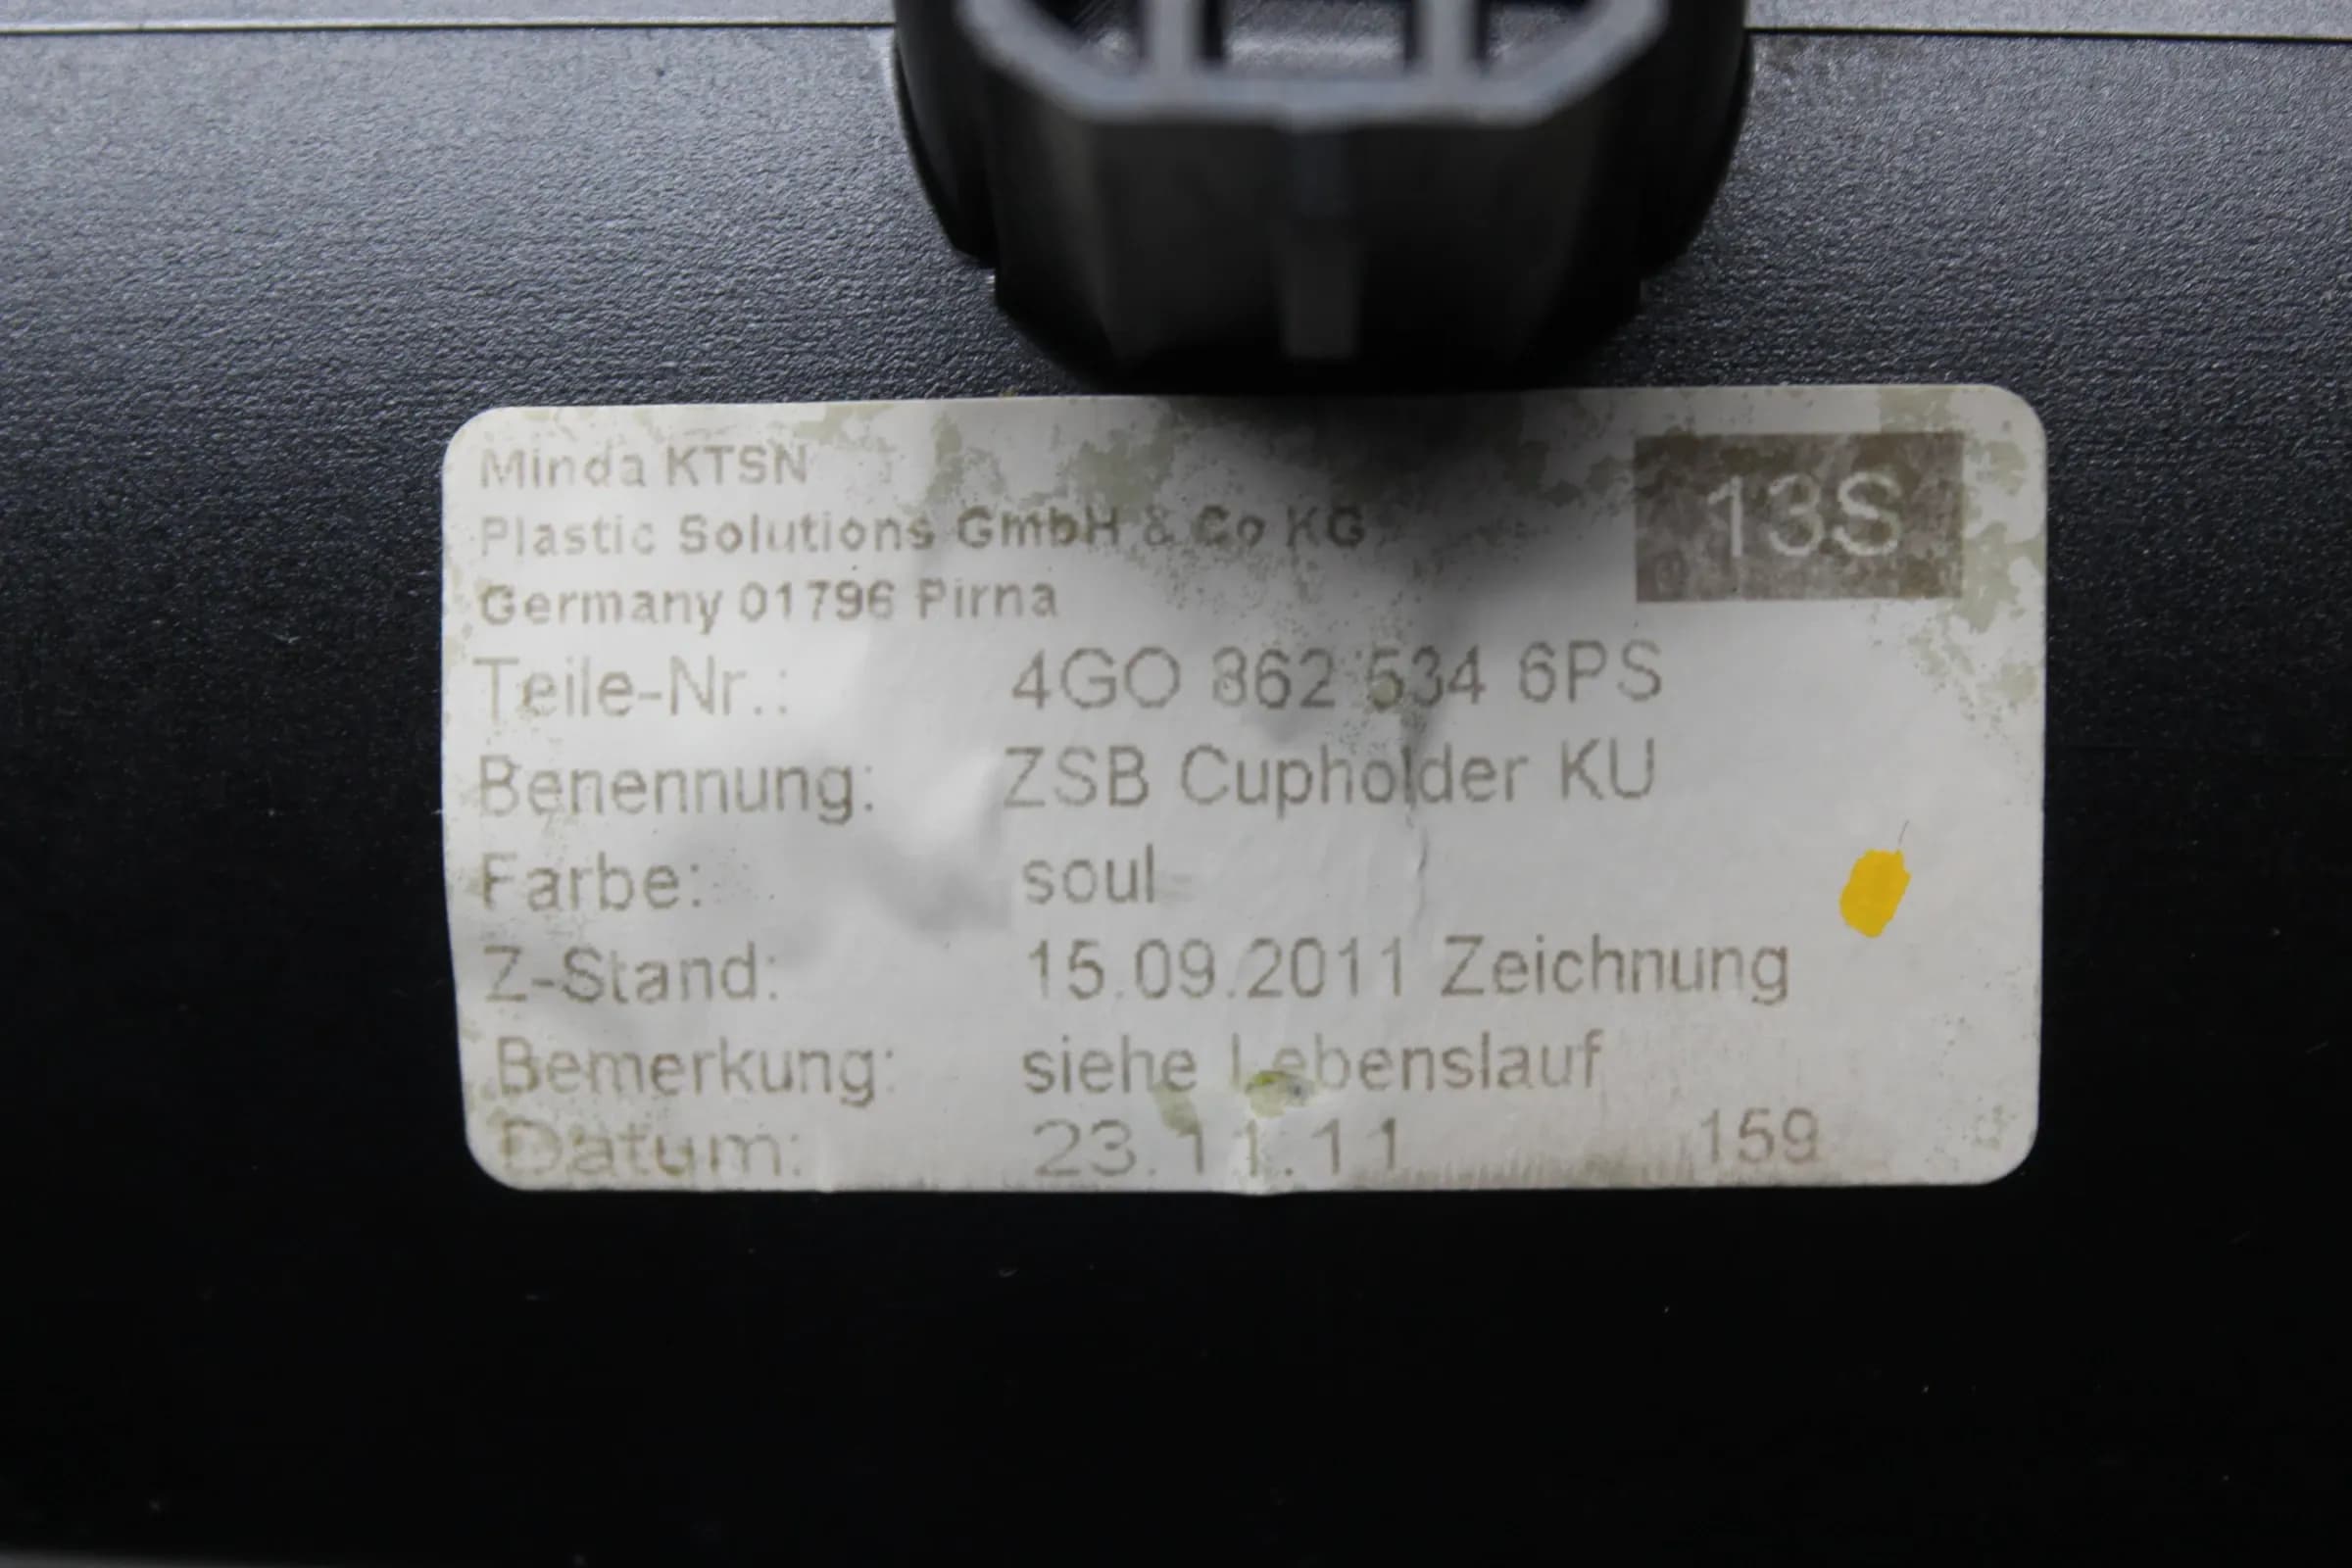 Minda KTSN
Plastic Solutions GmbH & Co KG
Germany 01796 Pirna
13S
Teile-Nr.: 4GO 862 534 6PS
Benennung: ZSB Cupholder KU
Farbe: soul
Z-Stand: 15.09.2011 Zeichnung
Bemerkung: siehe Lebenslauf
Datum: 23.11.11 159